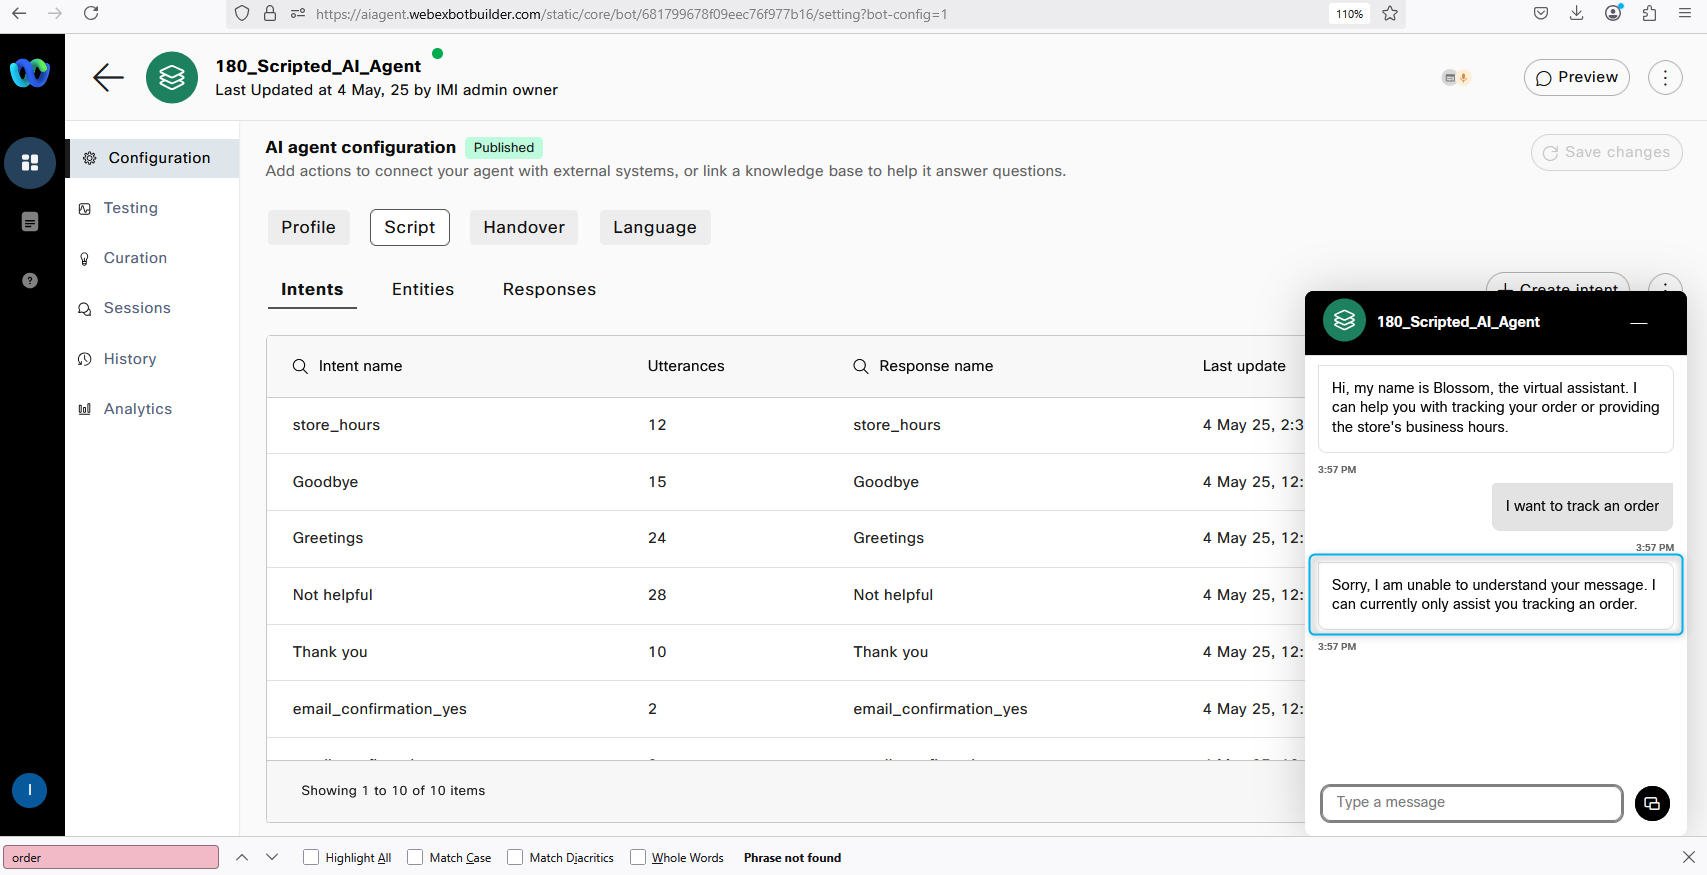 https://aiagent.webexbotbuilder.com/static/core/bot/681799678f09eec76f977b16/setting?bot-config=1
110%
180_Scripted_AI_Agent
Last Updated at 4 May, 25 by IMI admin owner
Preview
Configuration
Testing
Curation
Sessions
History
Analytics
AI agent configuration Published
Add actions to connect your agent with external systems, or link a knowledge base to help it answer questions.
Save changes
Profile Script Handover Language
Intents Entities Responses
Create intent
Intent name Utterances Response name Last update
store_hours 12 store_hours 4 May 25, 2:3
Goodbye 15 Goodbye 4 May 25, 12:
Greetings 24 Greetings 4 May 25, 12:
Not helpful 28 Not helpful 4 May 25, 12:
Thank you 10 Thank you 4 May 25, 12:
email_confirmation_yes 2 email_confirmation_yes 4 May 25, 12:
Showing 1 to 10 of 10 items
180_Scripted_AI_Agent
Hi, my name is Blossom, the virtual assistant. I
can help you with tracking your order or providing
the store's business hours.
3:57 PM
I want to track an order
3:57 PM
Sorry, I am unable to understand your message. I
can currently only assist you tracking an order.
3:57 PM
Type a message
I
order
Highlight All Match Case Match Diacritics Whole Words Phrase not found